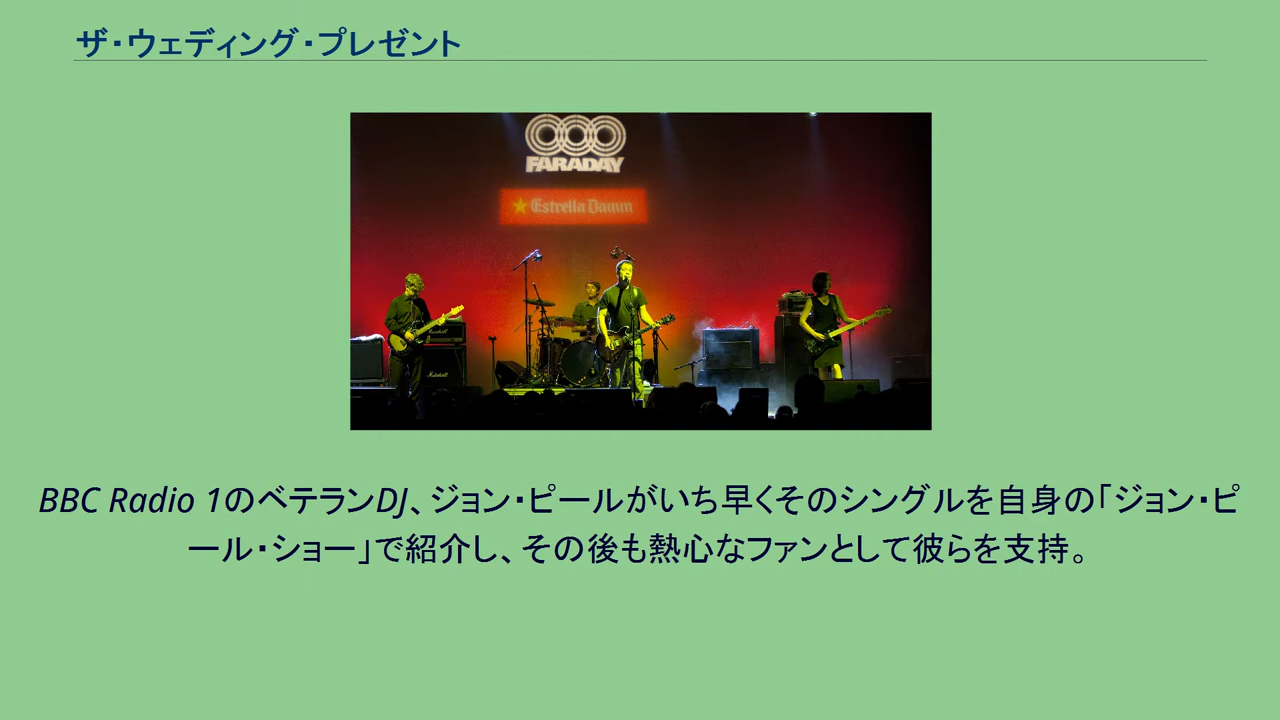 ザ・ウェディング・プレゼント
FARADAY
Estrella Damm
Marshall
Marshall
BBC Radio 1のベテランDJ、ジョン・ピールがいち早くそのシングルを自身の「ジョン・ピ
ール・ショー」で紹介し、その後も熱心なファンとして彼らを支持。